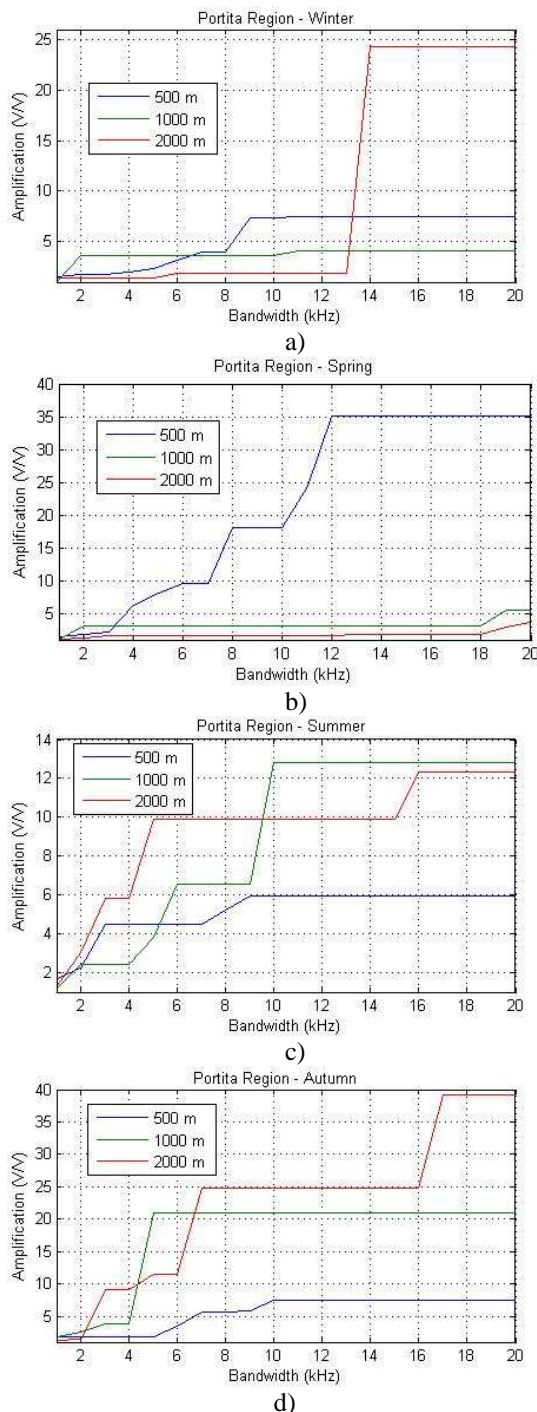 Portita Region - Winter
Amplification (V/V)
25
20
15
10
5
500 m
1000 m
2000 m
2 4 6 8 10 12 14 16 18 20
Bandwidth (kHz)
a)
Portita Region - Spring
Amplification (V/V)
40
35
30
25
20
15
10
5
500 m
1000 m
2000 m
2 4 6 8 10 12 14 16 18 20
Bandwidth (kHz)
b)
Portita Region - Summer
Amplification (V/V)
14
12
10
8
6
4
2
500 m
1000 m
2000 m
2 4 6 8 10 12 14 16 18 20
Bandwidth (kHz)
c)
Portita Region - Autumn
Amplification (V/V)
40
35
30
25
20
15
10
5
500 m
1000 m
2000 m
2 4 6 8 10 12 14 16 18 20
Bandwidth (kHz)
d)